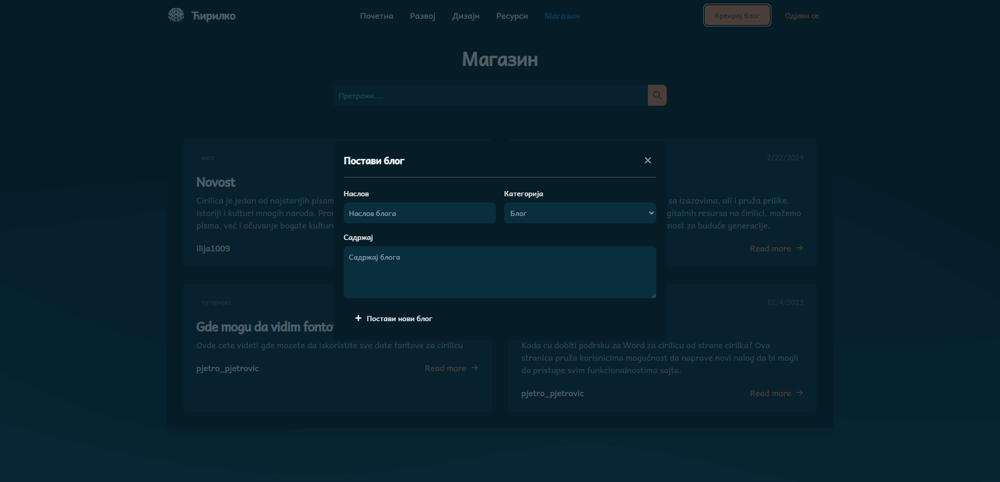 Ћирилко
Почетна Развој Дизајн Ресурси Магазин
Креирај блог Одјави се
Магазин
Претражи....
вест
2/22/2024
Novost
Cirilica je jedan od najstarijih pisam
istoriji i kulturi mnogih naroda.
sa izazovima, ali i pruža prilike.
gitalnih resursa na ćirilici, možemo
pisma, već i očuvanje bogate
nost za buduće generacije.
ilija1009
Read more
Постави блог
Наслов
Наслов блога
Категорија
Блог
Садржај
Садржај блога
Постави нови блог
туторијал
Gde mogu da vidim fonto
Ovde cete videti gde mozete da iskoristite sve date fontove za cirilicu
pjetro_pjetrovic
Read more
12/4/2023
Kada cu dobiti podrsku za Word za cirilicu od strane cirilka? Ova
stranica pruža korisnicima mogućnost da naprave novi nalog da bi mogli
da pristupe svim funkcionalnostima sajta.
pjetro_pjetrovic
Read more